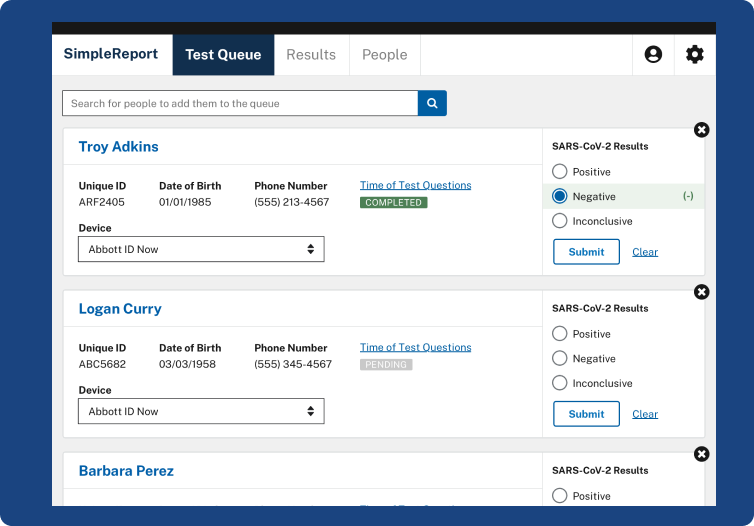 SimpleReport Test Queue Results People
Search for people to add them to the queue
Troy Adkins
Unique ID Date of Birth Phone Number Time of Test Questions
ARF2405 01/01/1985 (555) 213-4567 COMPLETED
Device
Abbott ID Now
SARS-CoV-2 Results
Positive
Negative (-)
Inconclusive
Submit Clear
Logan Curry
Unique ID Date of Birth Phone Number Time of Test Questions
ABC5682 03/03/1958 (555) 345-4567 PENDING
Device
Abbott ID Now
SARS-CoV-2 Results
Positive
Negative
Inconclusive
Submit Clear
Barbara Perez
SARS-CoV-2 Results
Positive